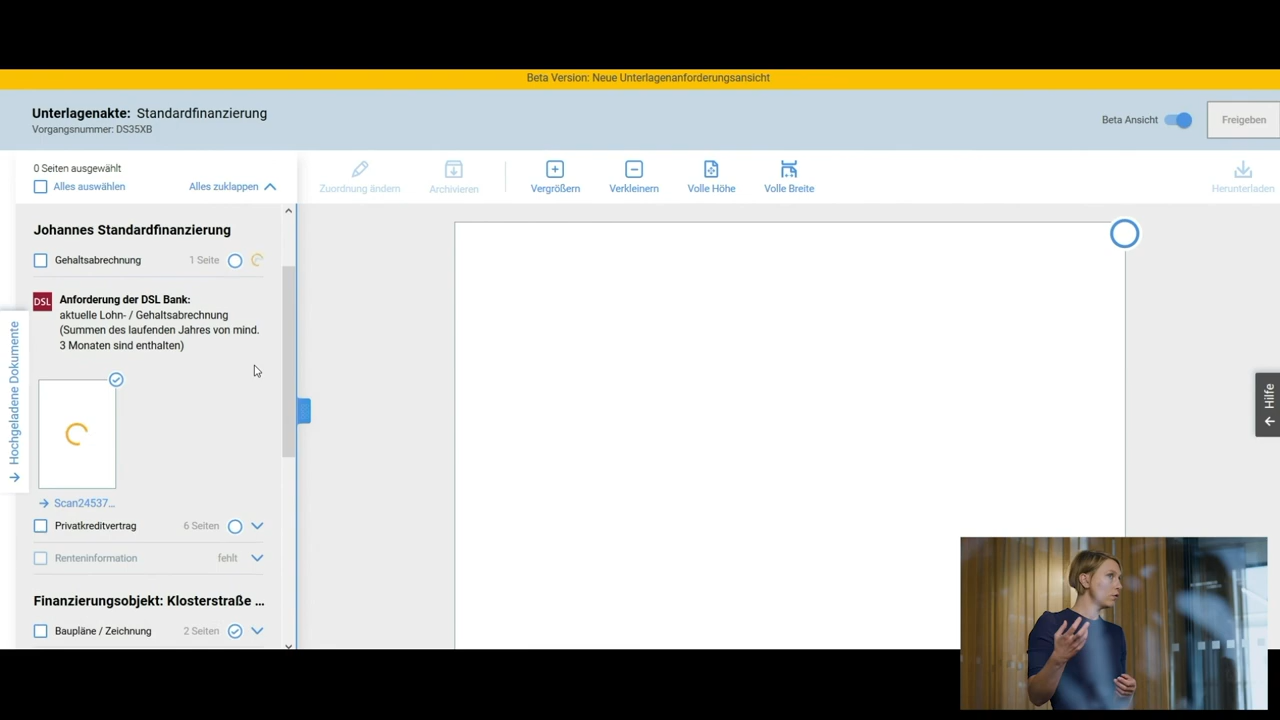 Beta Version: Neue Unterlagenanforderungsansicht
Unterlagenakte: Standardfinanzierung
Vorgangsnummer: DS35XB
Beta Ansicht
Freigeben
0 Seiten ausgewählt
Alles auswählen
Alles zuklappen
Zuordnung ändern
Archivieren
Vergrößern
Verkleinern
Volle Höhe
Volle Breite
Herunterladen
Johannes Standardfinanzierung
Gehaltsabrechnung 1 Seite
DSL
Anforderung der DSL Bank:
aktuelle Lohn- / Gehaltsabrechnung
(Summen des laufenden Jahres von mind.
3 Monaten sind enthalten)
Hochgeladene Dokumente
Hilfe
Scan24537...
Privatkreditvertrag 6 Seiten
Renteninformation fehlt
Finanzierungsobjekt: Klosterstraße ...
Baupläne / Zeichnung 2 Seiten